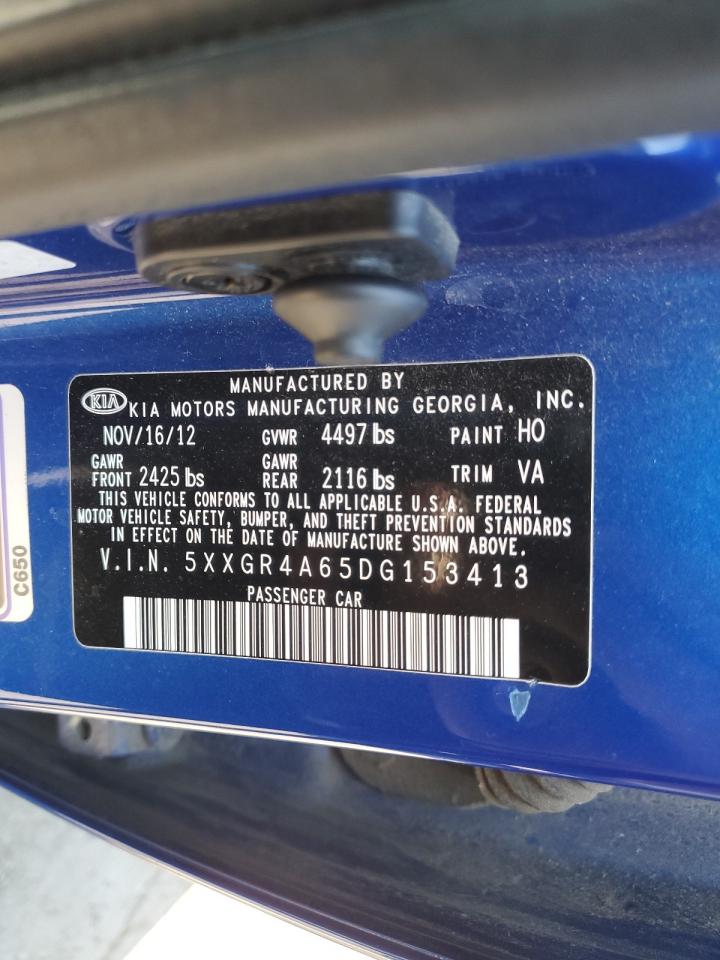 MANUFACTURED BY
KIA KIA MOTORS MANUFACTURING GEORGIA, INC.
NOV/16/12 GVWR 4497 lbs PAINT HO
GAWR FRONT 2425 lbs GAWR REAR 2116 lbs TRIM VA
THIS VEHICLE CONFORMS TO ALL APPLICABLE U.S.A. FEDERAL
MOTOR VEHICLE SAFETY, BUMPER, AND THEFT PREVENTION STANDARDS
IN EFFECT ON THE DATE OF MANUFACTURE SHOWN ABOVE.
V.I.N. 5XXGR4A65DG153413
PASSENGER CAR
C650